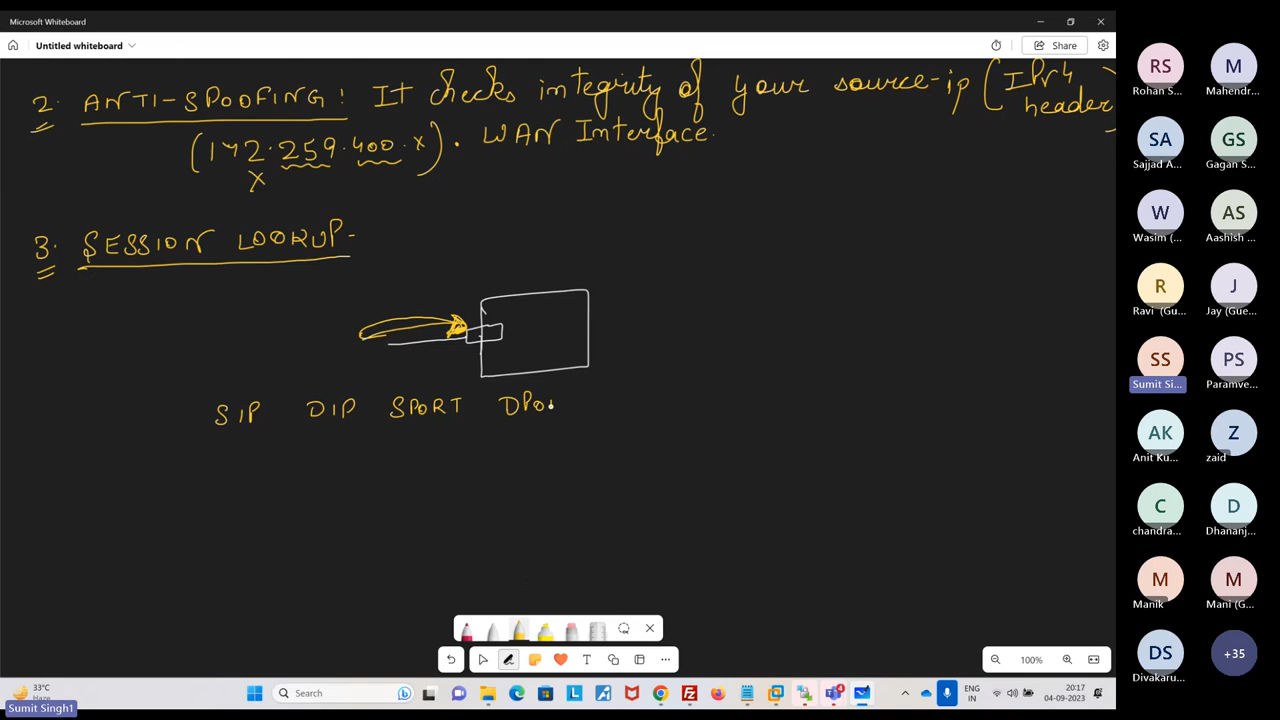 Microsoft Whiteboard
Untitled whiteboard
Share
2. ANTI-SPOOFING! It checks integrity of your source-ip (IPv4 header)
(142.259.400.x). WAN Interface.
X
3. SESSION LOOKUP-
SIP DIP SPORT DPO
100%
RS
Rohan S...
M
Mahendr...
SA
Sajjad A...
GS
Gagan S...
W
Wasim (...
AS
Aashish ...
R
Ravi (Gu...
J
Jay (Gue...
SS
Sumit Si...
PS
Paramve...
AK
Anit Ku...
Z
zaid
C
chandra...
D
Dhananj...
M
Manik
M
Mani (G...
DS
Divakaru...
+35
33°C
Haze
Search
ENG
IN
20:17
04-09-2023
Sumit Singh1